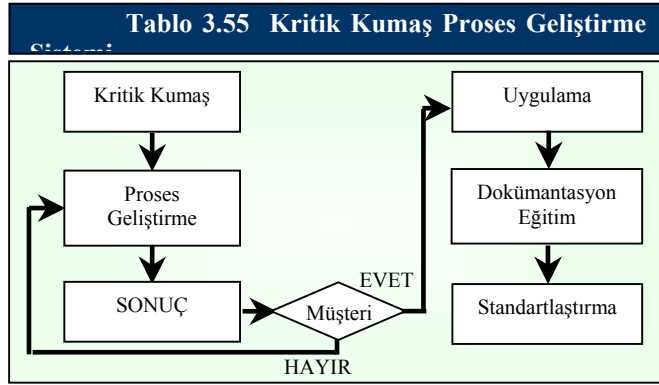 Tablo 3.55 Kritik Kumaş Proses Geliştirme
Sistemi
Kritik Kumaş
Proses
Geliştirme
SONUÇ
Müşteri
EVET
HAYIR
Uygulama
Dokümantasyon
Eğitim
Standartlaştırma